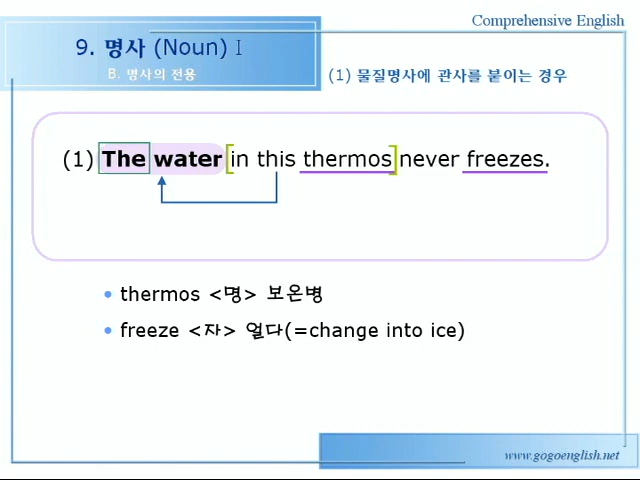 Comprehensive English
9. 명사 (Noun) Ⅰ
B. 명사의 전용
(1) 물질명사에 관사를 붙이는 경우
(1) The water in this thermos never freezes.
• thermos <명> 보온병
• freeze <자> 얼다(=change into ice)
www.gogoenglish.net